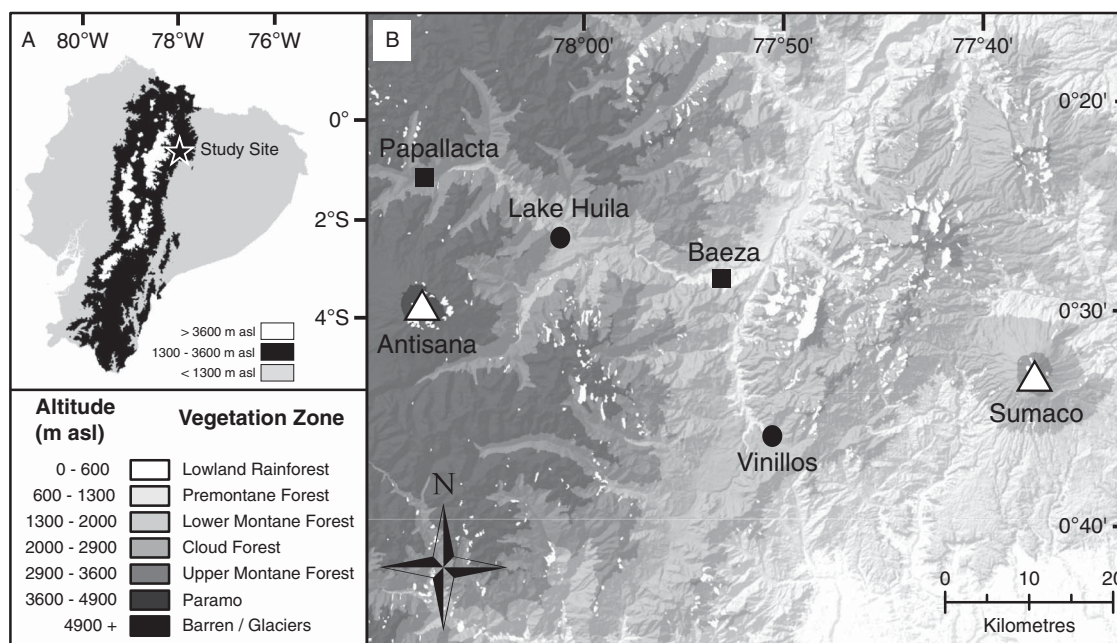 A
80°W 78°W 76°W
0°
Study Site
2°S
4°S
> 3600 m asl
1300 - 3600 m asl
< 1300 m asl
Altitude
(m asl)
Vegetation Zone
0 - 600 Lowland Rainforest
600 - 1300 Premontane Forest
1300 - 2000 Lower Montane Forest
2000 - 2900 Cloud Forest
2900 - 3600 Upper Montane Forest
3600 - 4900 Paramo
4900 + Barren / Glaciers
B
78°00' 77°50' 77°40'
0°20'
Papallacta
Lake Huila
Baeza
0°30'
Antisana
Sumaco
Vinillos
N
0°40'
0 10 20
Kilometres